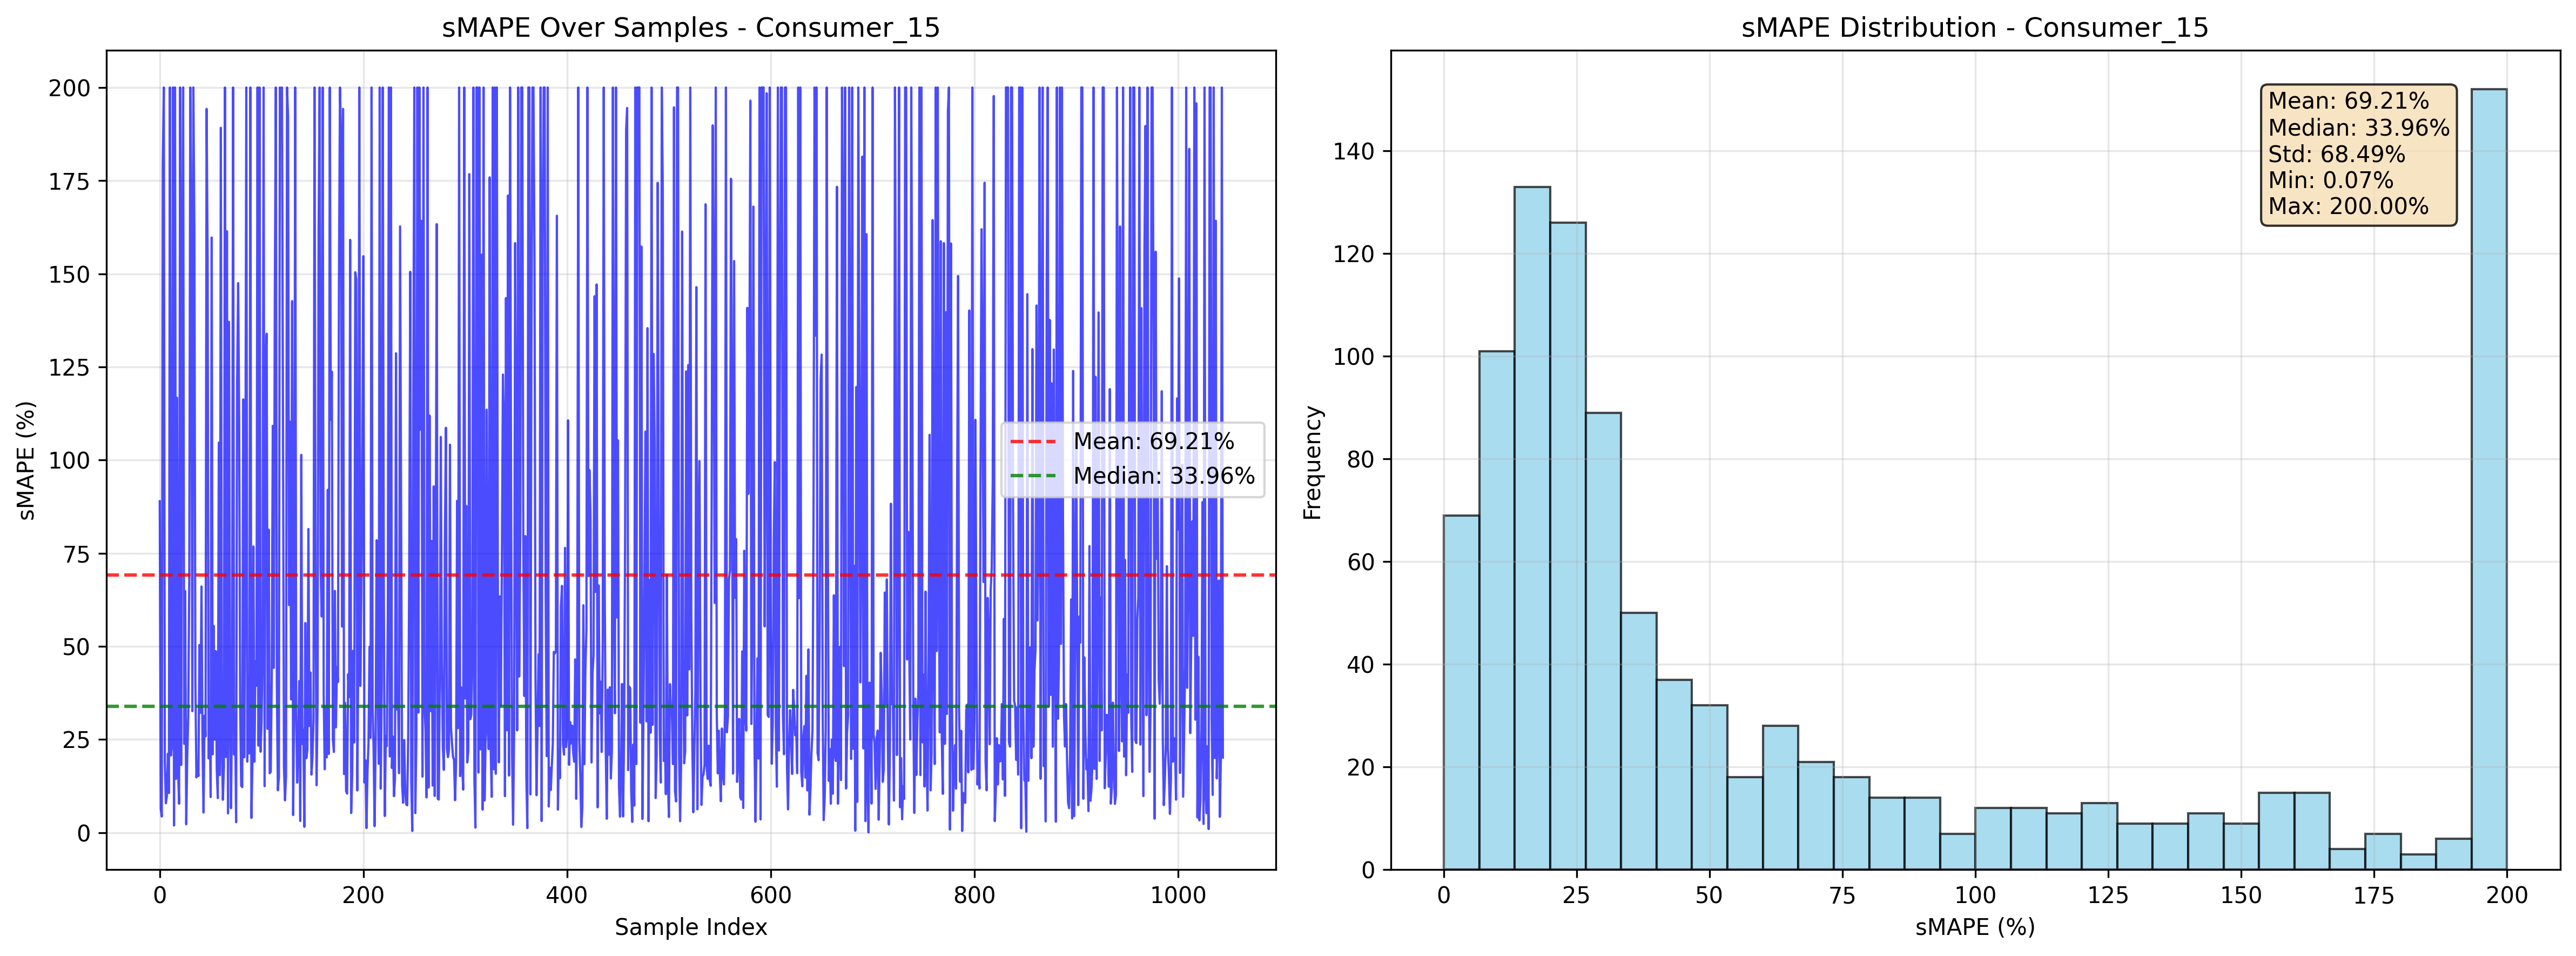 sMAPE Over Samples - Consumer_15
200
175
150
125
100
75
50
25
0
sMAPE (%)
Mean: 69.21%
Median: 33.96%
0
200
400
600
800
1000
Sample Index
sMAPE Distribution - Consumer_15
140
120
100
80
60
40
20
0
Frequency
Mean: 69.21%
Median: 33.96%
Std: 68.49%
Min: 0.07%
Max: 200.00%
0
25
50
75
100
125
150
175
200
sMAPE (%)